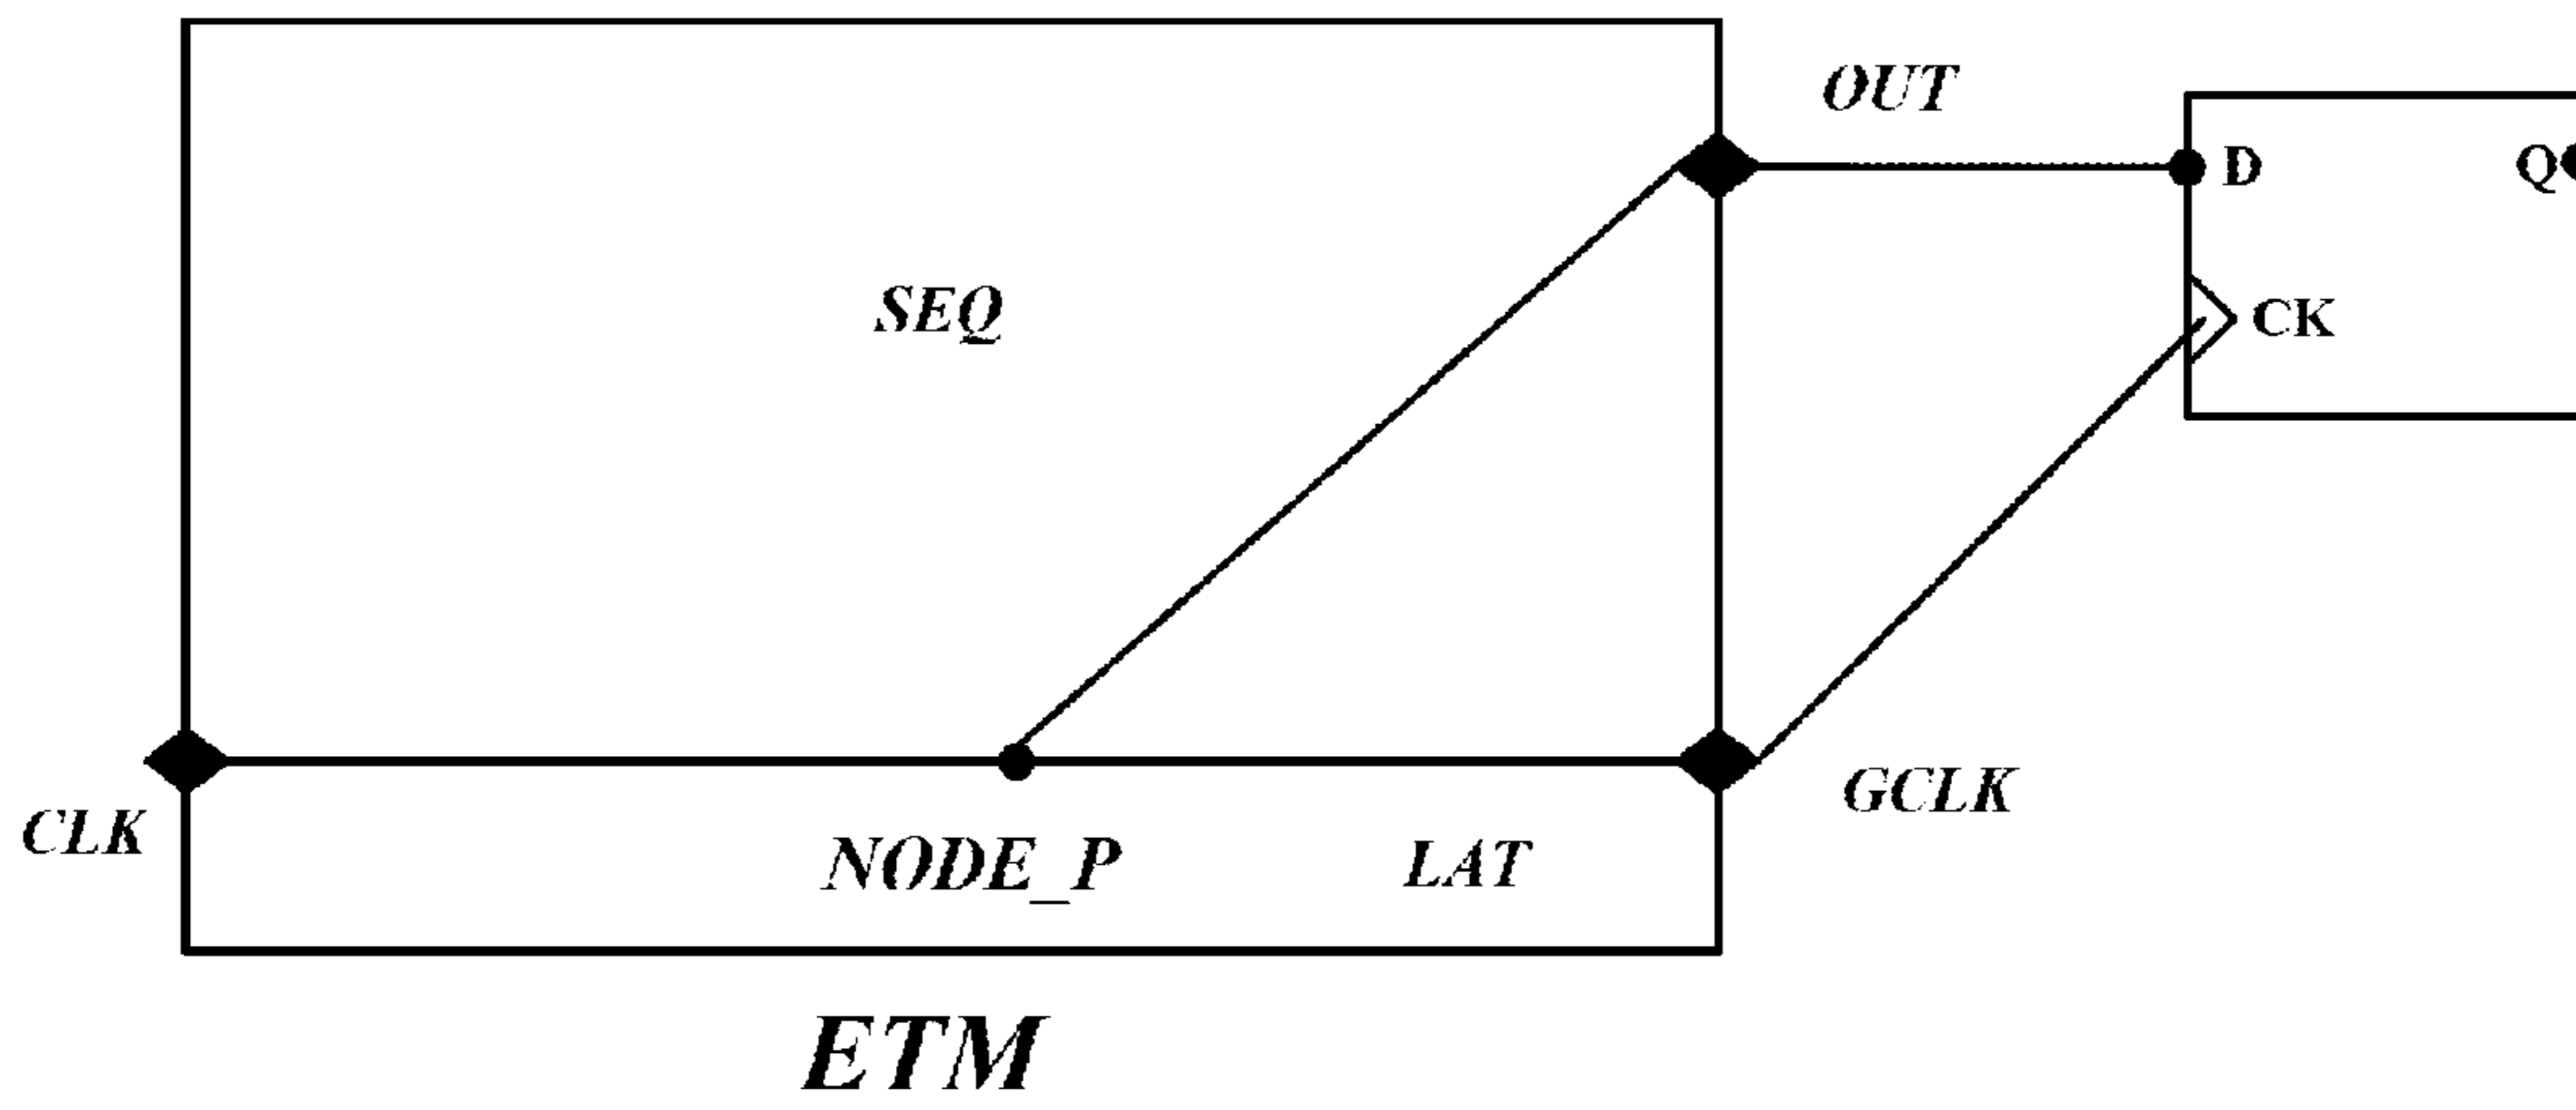 OUT
D
Q
SEQ
CK
CLK
NODE_P
LAT
GCLK
ETM